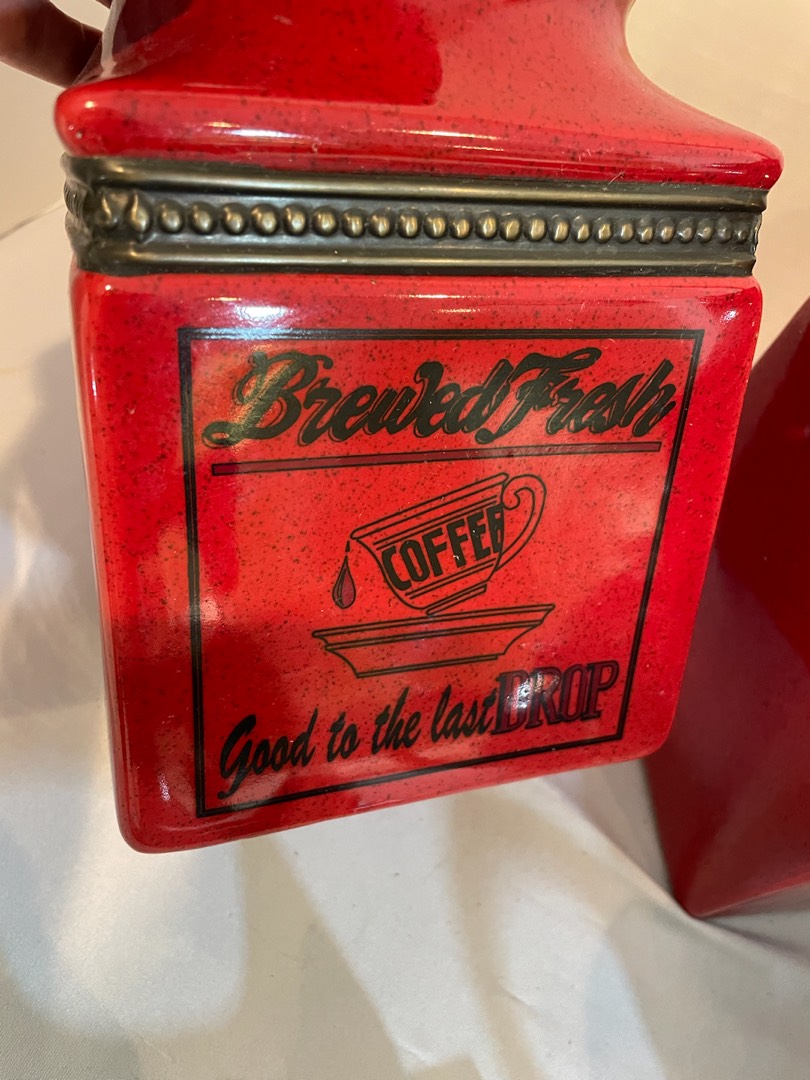 Brewed Fresh
COFFEE
Good to the last DROP